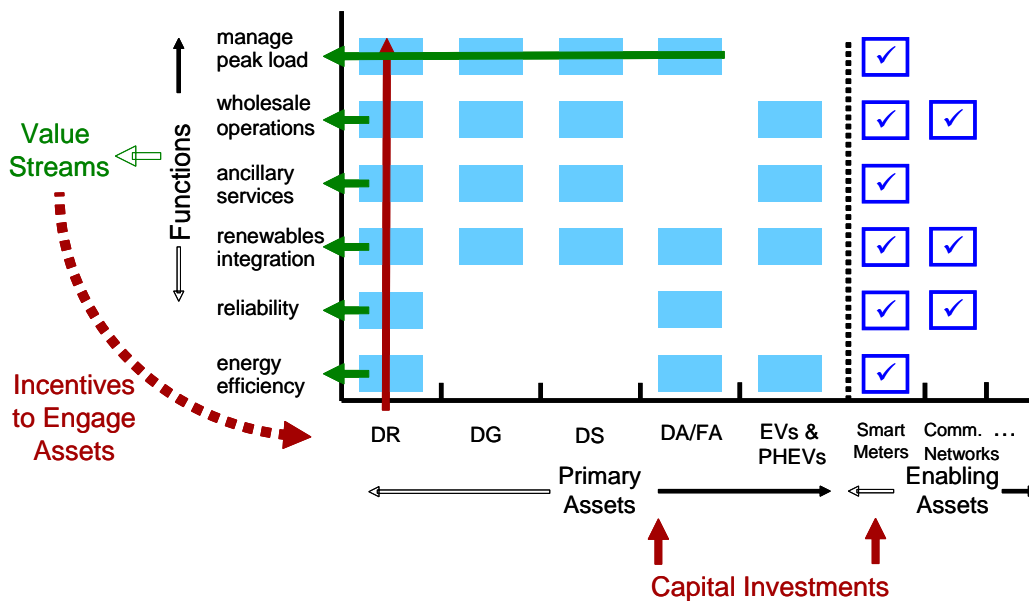 manage
peak load
wholesale
operations
ancillary
services
renewables
integration
reliability
energy
efficiency
Functions
Value
Streams
Incentives
to Engage
Assets
DR
DG
DS
DA/FA
EVs &
PHEVs
Smart
Meters
Comm.
Networks
…
Primary
Assets
Enabling
Assets
Capital Investments